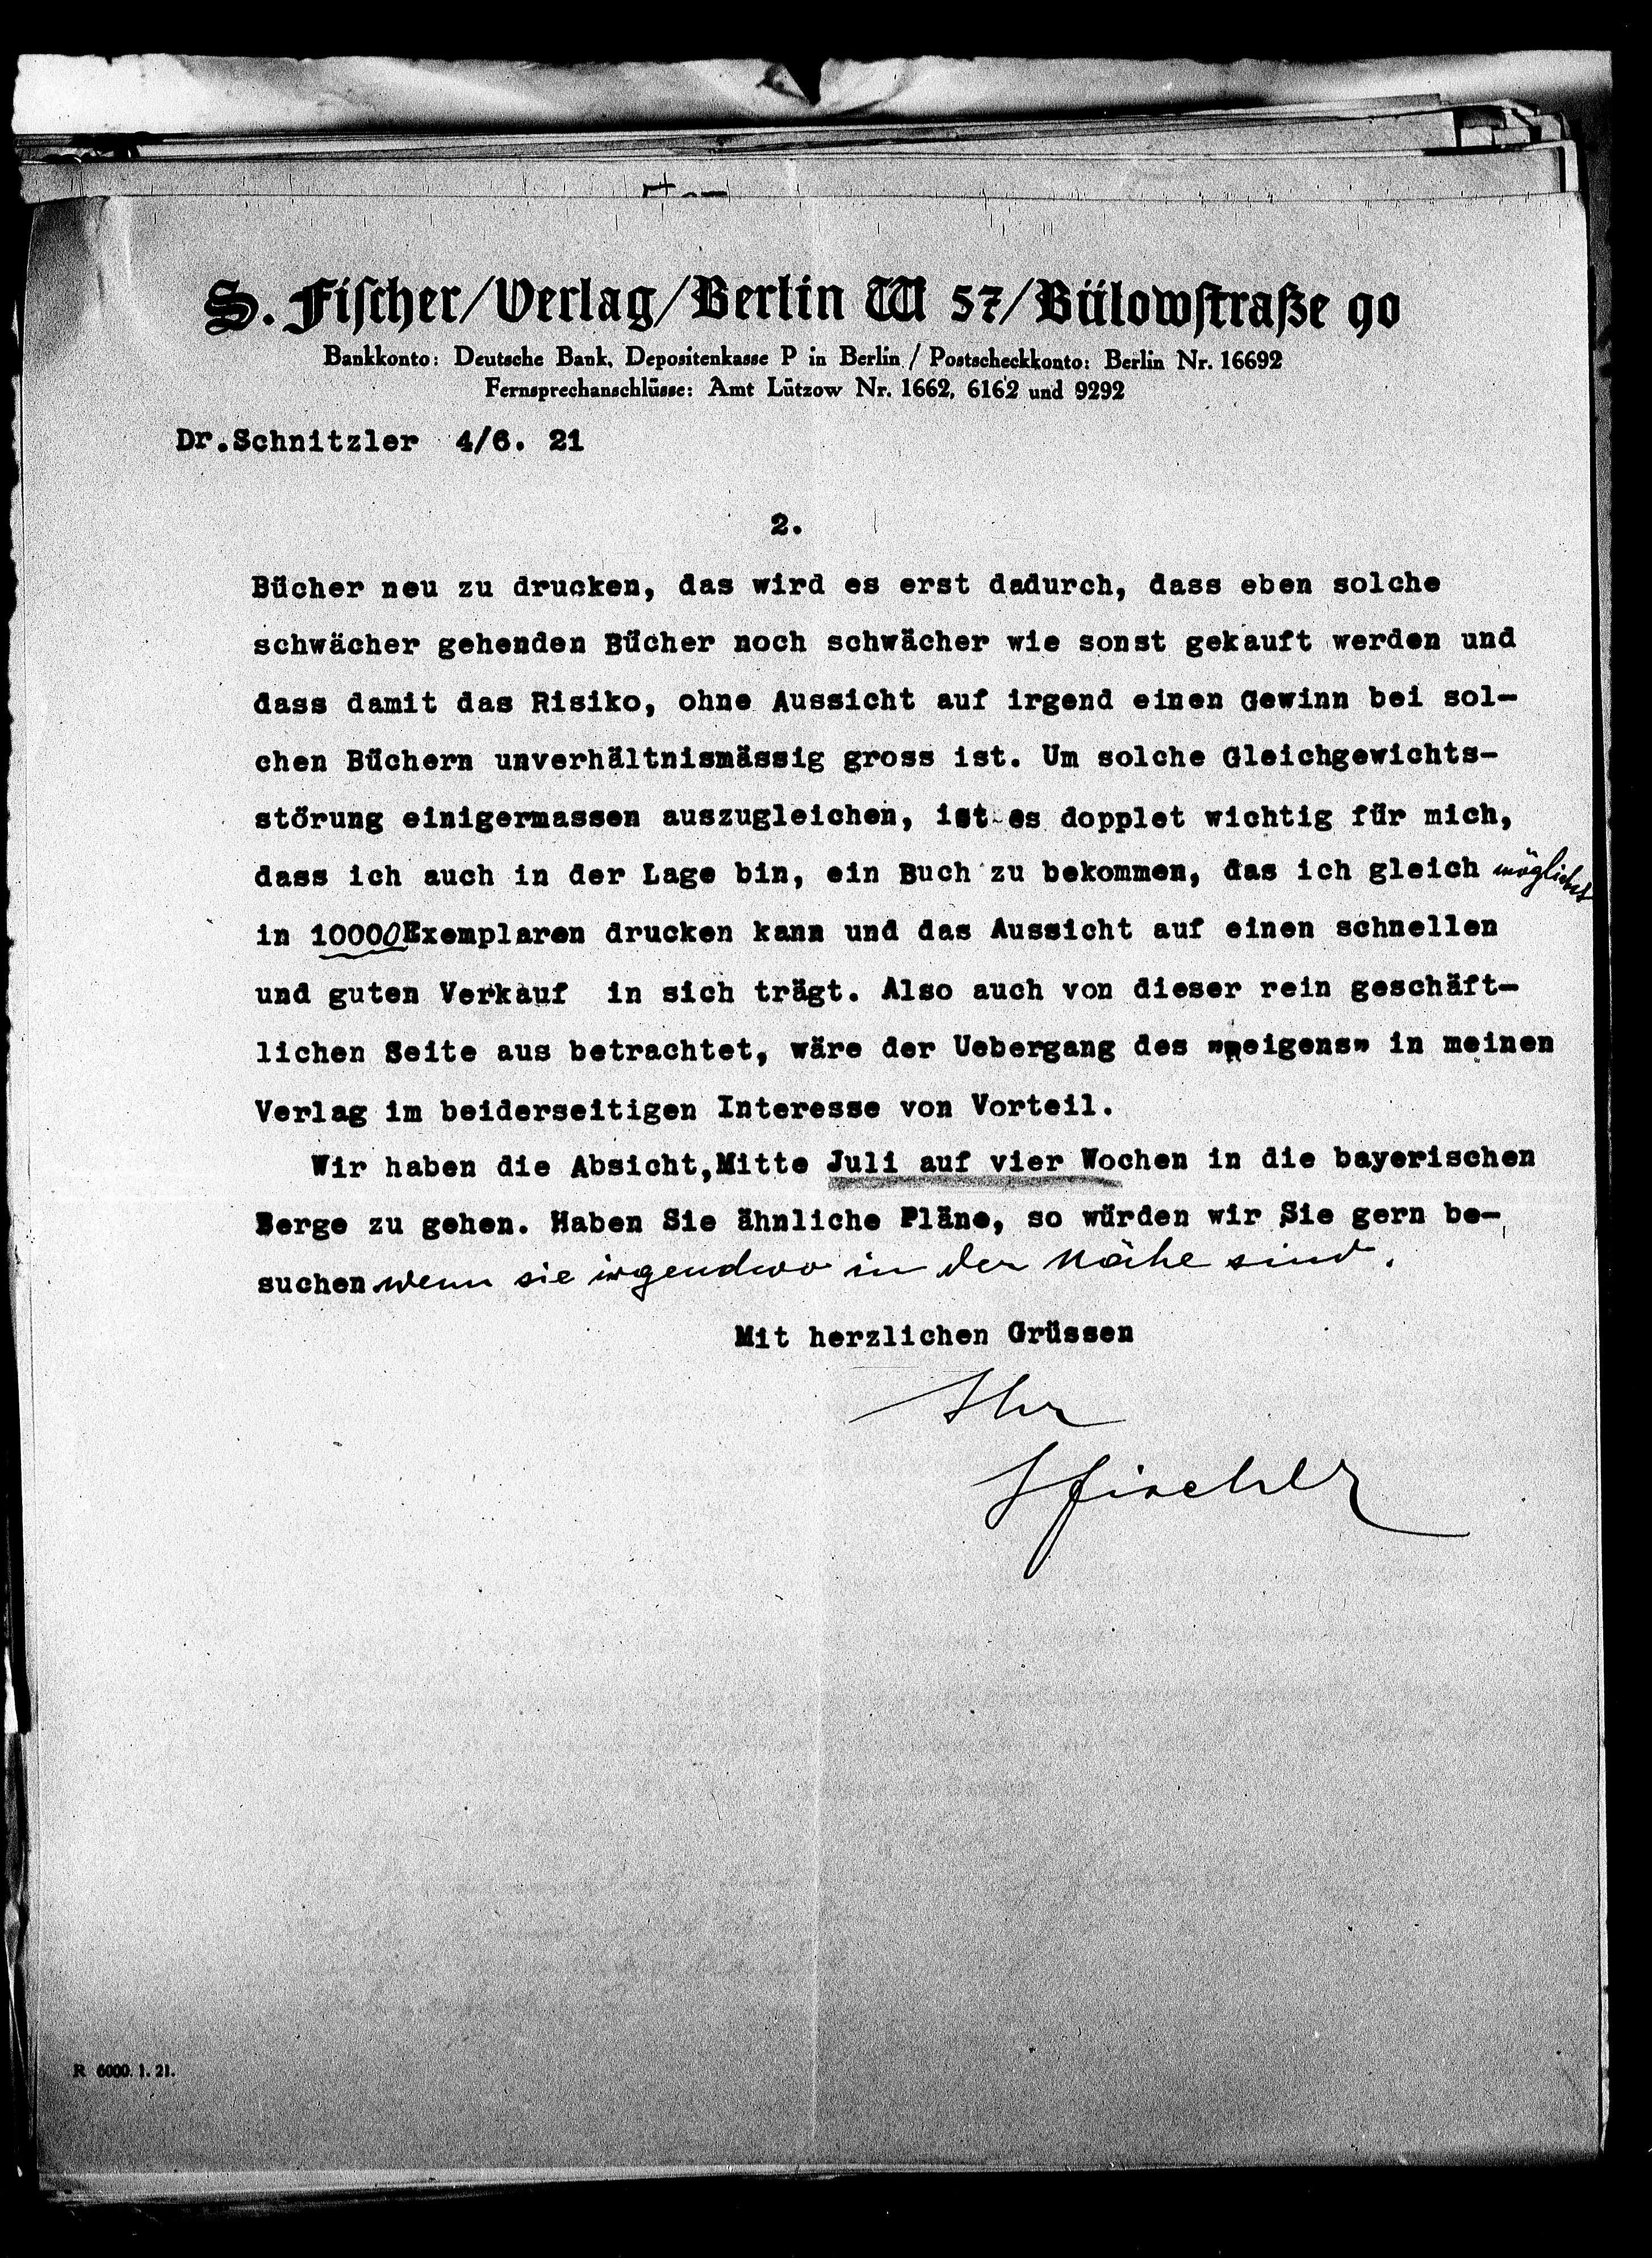 S. Fischer/Verlag/Berlin W 57/Bülowstraße 90
Bankkonto: Deutsche Bank, Depositenkasse P in Berlin / Postscheckkonto: Berlin Nr. 16692
Fernsprechanschlüsse: Amt Lützow Nr. 1662, 6162 und 9292
Dr.Schnitzler 4/6. 21
2.
Bücher neu zu drucken, das wird es erst dadurch, dass eben solche
schwächer gehenden Bücher noch schwächer wie sonst gekauft werden und
dass damit das Risiko, ohne Aussicht auf irgend einen Gewinn bei sol-
chen Büchern unverhältnismässig gross ist. Um solche Gleichgewichts-
störung einigermassen auszugleichen, ist es dopplet wichtig für mich,
dass ich auch in der Lage bin, ein Buch zu bekommen, das ich gleich möglichst
in 10000 Exemplaren drucken kann und das Aussicht auf einen schnellen
und guten Verkauf in sich trägt. Also auch von dieser rein geschäft-
lichen Seite aus betrachtet, wäre der Uebergang des "Reigens" in meinen
Verlag im beiderseitigen Interesse von Vorteil.
Wir haben die Absicht,Mitte Juli auf vier Wochen in die bayerischen
Berge zu gehen. Haben Sie ähnliche Pläne, so würden wir Sie gern be-
suchen wenn sie irgendwo in der Nähe sind.
Mit herzlichen Grüssen
Ihr
SFischer
R 6000. 1. 21.